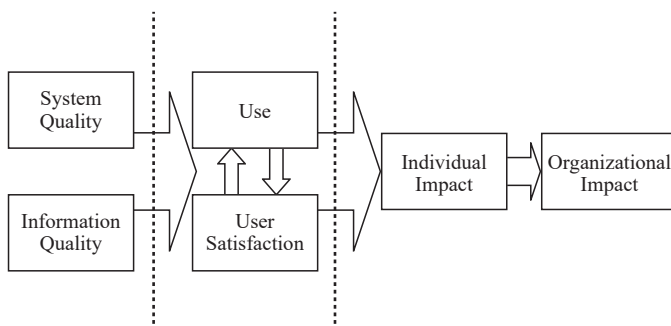 System
Quality
Use
Individual
Impact
Organizational
Impact
Information
Quality
User
Satisfaction